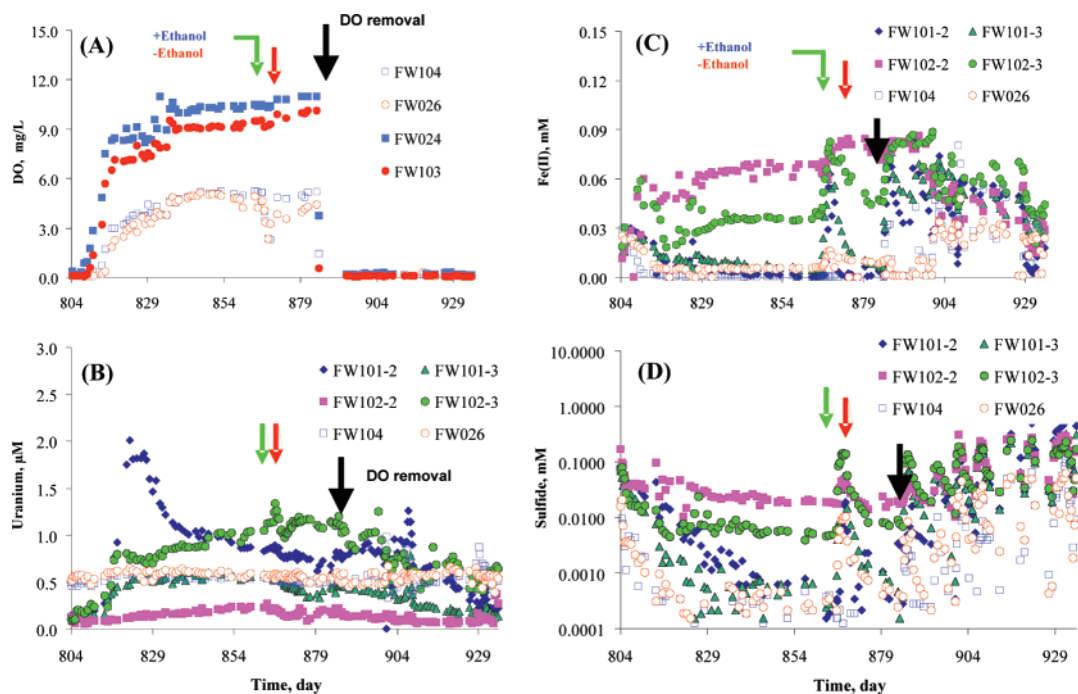 (A)
DO removal
+Ethanol
-Ethanol
FW104
FW026
FW024
FW103
DO, mg/L
15.0
12.0
9.0
6.0
3.0
0.0
804 829 854 879 904 929
(C)
+Ethanol
-Ethanol
FW101-2 FW101-3
FW102-2 FW102-3
FW104 FW026
Fe(II), mM
0.15
0.12
0.09
0.06
0.03
0.00
804 829 854 879 904 929
(B)
FW101-2 FW101-3
FW102-2 FW102-3
FW104 FW026
DO removal
Uranium, µM
3.0
2.5
2.0
1.5
1.0
0.5
0.0
804 829 854 879 904 929
Time, day
(D)
FW101-2 FW101-3
FW102-2 FW102-3
FW104 FW026
Sulfide, mM
10.0000
1.0000
0.1000
0.0100
0.0010
0.0001
804 829 854 879 904 929
Time, day